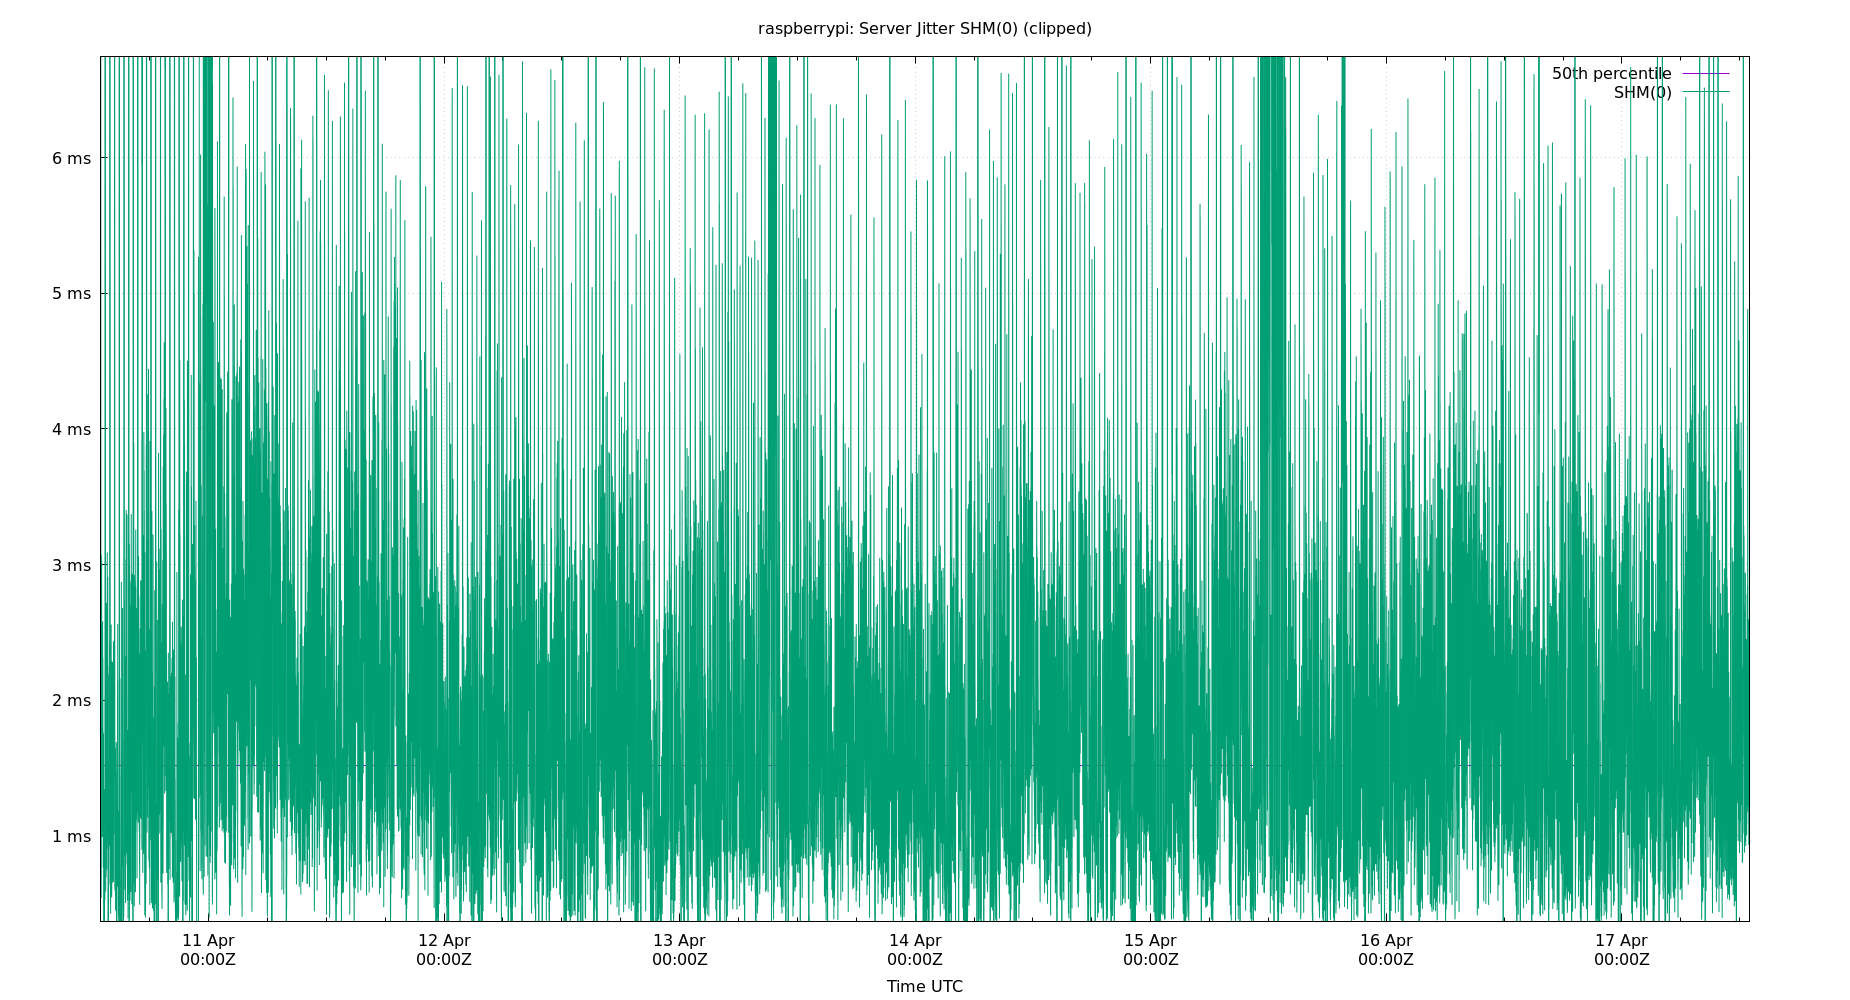 raspberrypi: Server Jitter SHM(0) (clipped)
50th percentile
SHM(0)
6 ms
5 ms
4 ms
3 ms
2 ms
1 ms
11 Apr 12 Apr 13 Apr 14 Apr 15 Apr 16 Apr 17 Apr
00:00Z 00:00Z 00:00Z 00:00Z 00:00Z 00:00Z 00:00Z
Time UTC